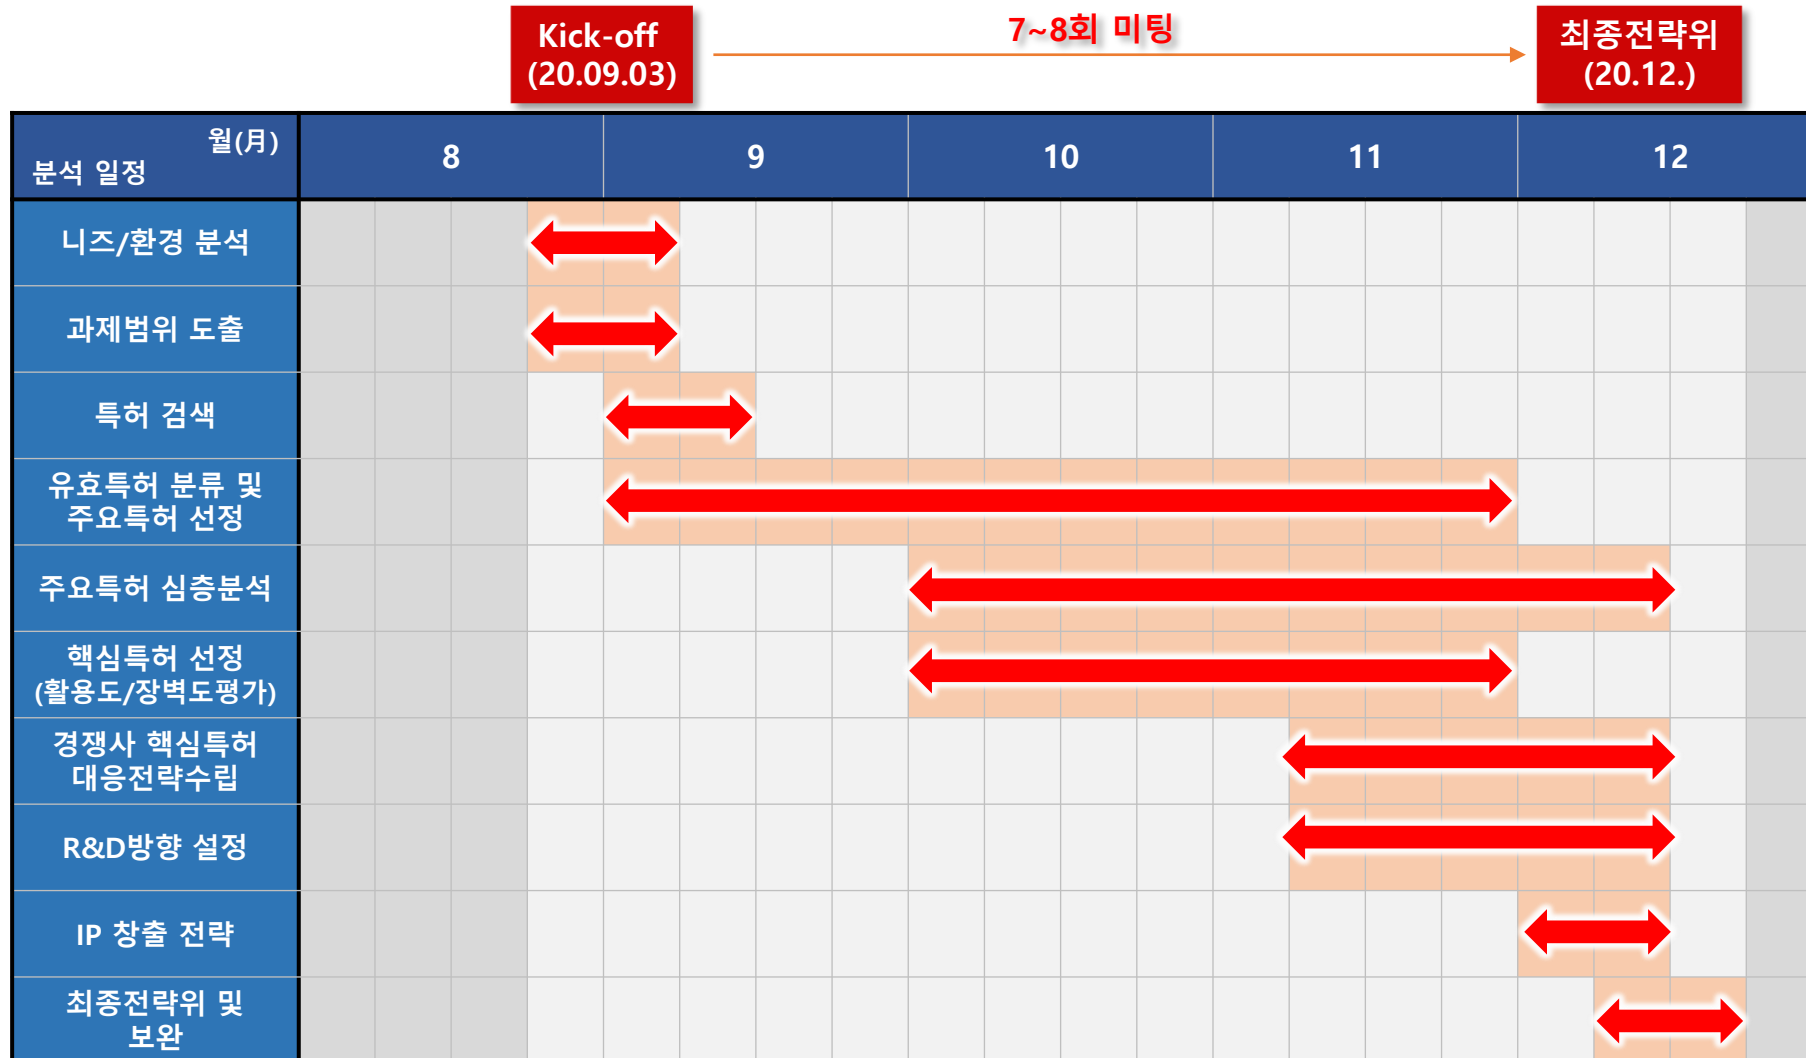 Kick-off
(20.09.03)
7~8회 미팅
최종전략위
(20.12.)
월(月)
분석 일정
8
9
10
11
12
니즈/환경 분석
과제범위 도출
특허 검색
유효특허 분류 및
주요특허 선정
주요특허 심층분석
핵심특허 선정
(활용도/장벽도평가)
경쟁사 핵심특허
대응전략수립
R&D방향 설정
IP 창출 전략
최종전략위 및
보완